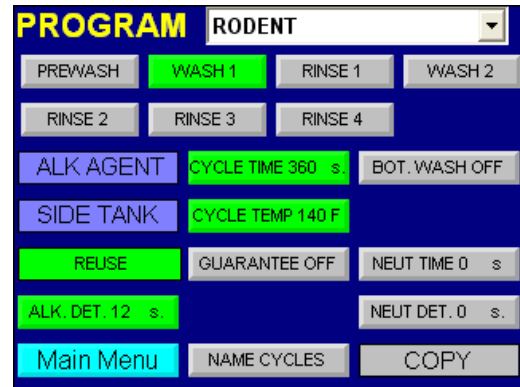 PROGRAM RODENT
PREWASH WASH 1 RINSE 1 WASH 2
RINSE 2 RINSE 3 RINSE 4
ALK AGENT CYCLE TIME 360 s. BOT. WASH OFF
SIDE TANK CYCLE TEMP 140 F
REUSE GUARANTEE OFF NEUT TIME 0 s
ALK. DET. 12 s. NEUT DET. 0 s.
Main Menu NAME CYCLES COPY